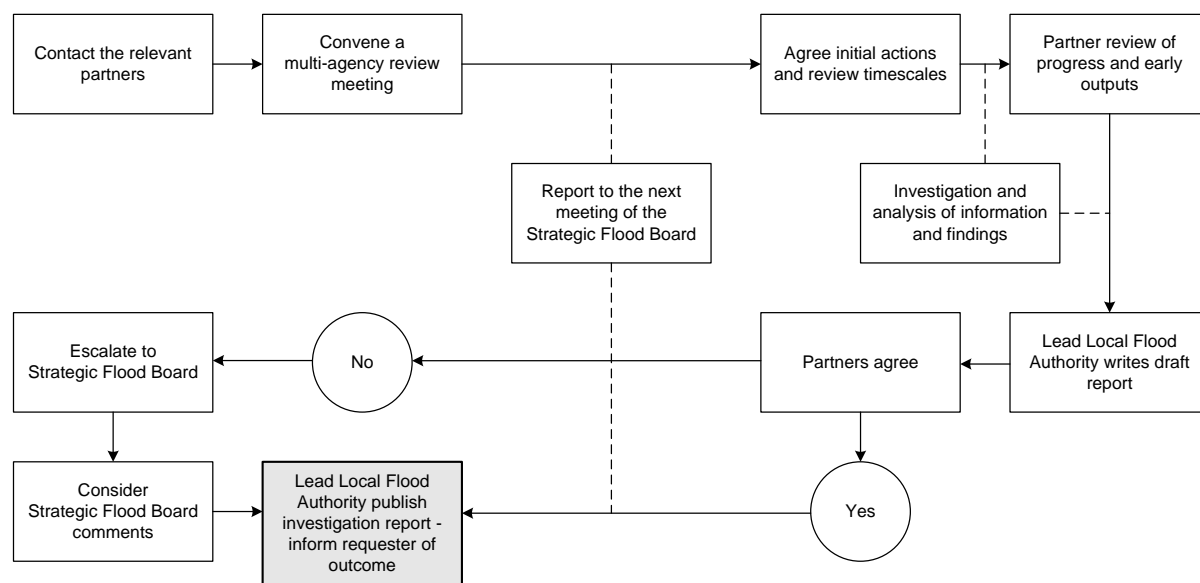 Contact the relevant
partners
Convene a
multi-agency review
meeting
Agree initial actions
and review timescales
Partner review of
progress and early
outputs
Report to the next
meeting of the
Strategic Flood Board
Investigation and
analysis of information
and findings
Escalate to
Strategic Flood Board
No
Partners agree
Lead Local Flood
Authority writes draft
report
Consider
Strategic Flood Board
comments
Lead Local Flood
Authority publish
investigation report -
inform requester of
outcome
Yes